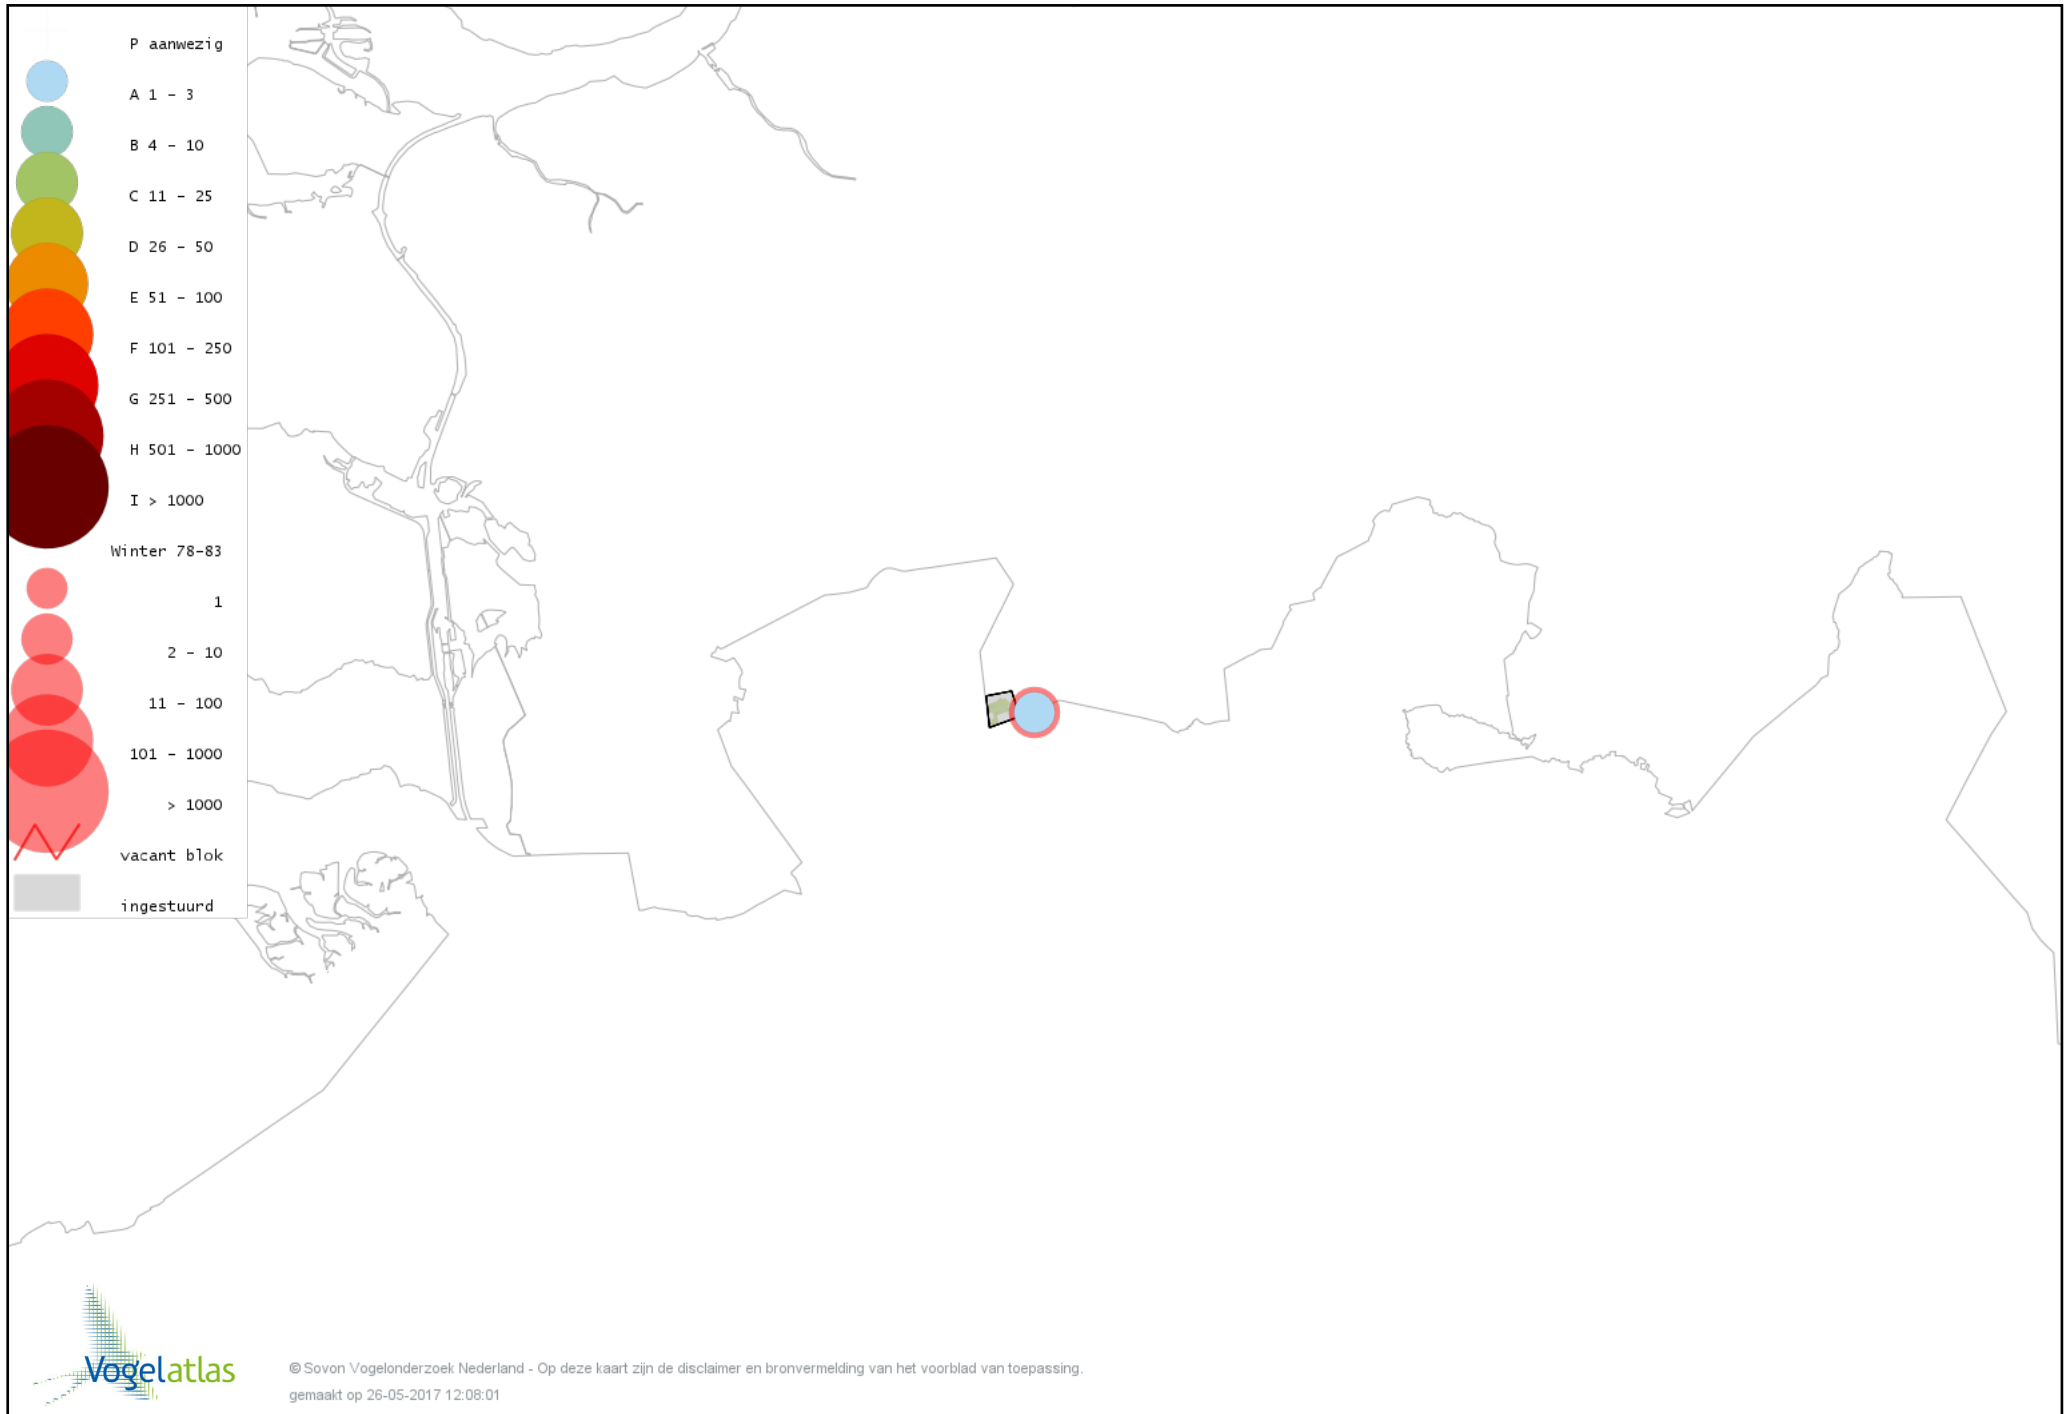 P aanwezig
A 1 – 3
B 4 – 10
C 11 – 25
D 26 – 50
E 51 – 100
F 101 – 250
G 251 – 500
H 501 – 1000
I > 1000
Winter 78–83
1
2 – 10
11 – 100
101 – 1000
> 1000
vacant blok
ingestuurd
Vogelatlas
© Sovon Vogelonderzoek Nederland - Op deze kaart zijn de disclaimer en bronvermelding van het voorblad van toepassing.
gemaakt op 26-05-2017 12:08:01